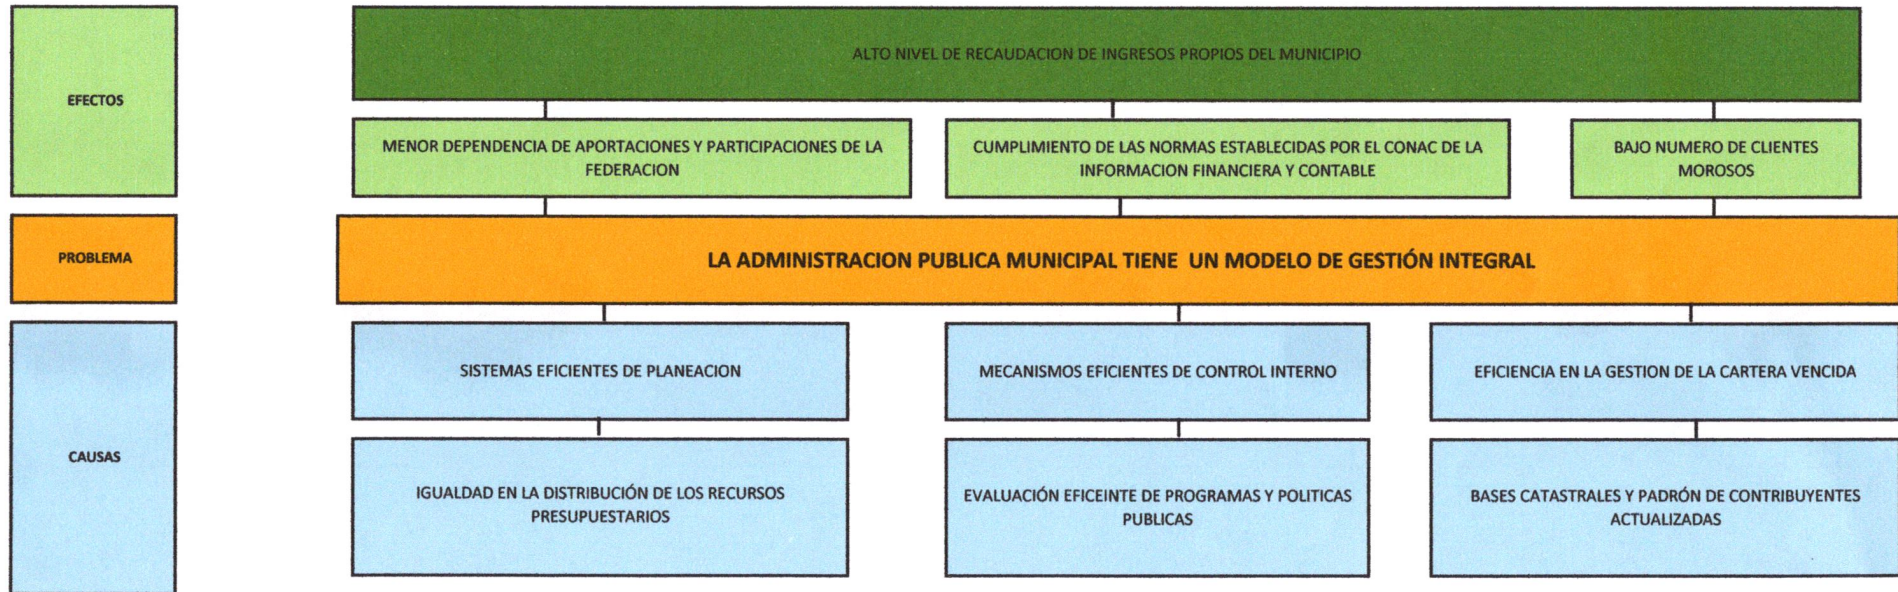 EFECTOS
ALTO NIVEL DE RECAUDACION DE INGRESOS PROPIOS DEL MUNICIPIO
MENOR DEPENDENCIA DE APORTACIONES Y PARTICIPACIONES DE LA
FEDERACION
CUMPLIMIENTO DE LAS NORMAS ESTABLECIDAS POR EL CONAC DE LA
INFORMACION FINANCIERA Y CONTABLE
BAJO NUMERO DE CLIENTES
MOROSOS
PROBLEMA
LA ADMINISTRACION PUBLICA MUNICIPAL TIENE UN MODELO DE GESTIÓN INTEGRAL
CAUSAS
SISTEMAS EFICIENTES DE PLANEACION
MECANISMOS EFICIENTES DE CONTROL INTERNO
EFICIENCIA EN LA GESTION DE LA CARTERA VENCIDA
IGUALDAD EN LA DISTRIBUCIÓN DE LOS RECURSOS
PRESUPUESTARIOS
EVALUACIÓN EFICEINTE DE PROGRAMAS Y POLITICAS
PUBLICAS
BASES CATASTRALES Y PADRÓN DE CONTRIBUYENTES
ACTUALIZADAS